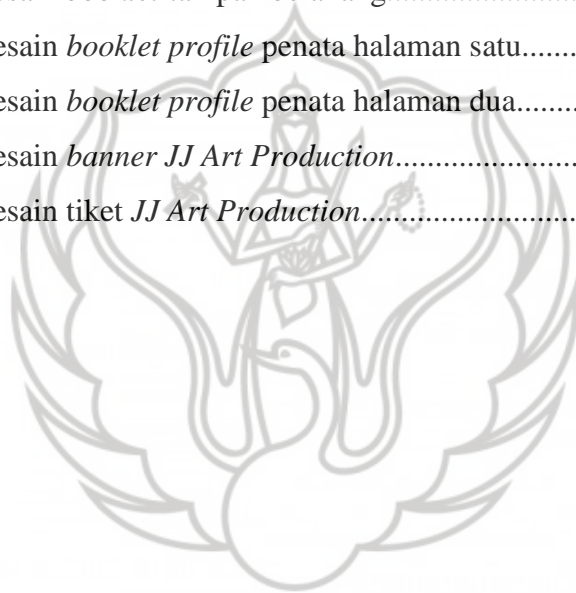 esain booklet profile penata halaman satu.......
esain booklet profile penata halaman dua........
esain banner JJ Art Production.......................
esain tiket JJ Art Production...........................